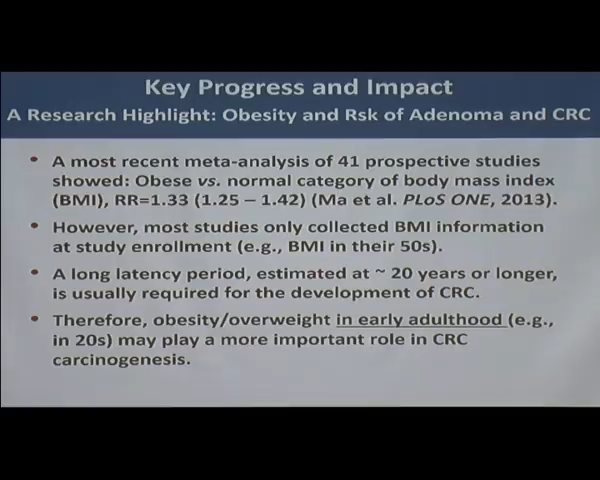 Key Progress and Impact
A Research Highlight: Obesity and Rsk of Adenoma and CRC
• A most recent meta-analysis of 41 prospective studies
showed: Obese vs. normal category of body mass index
(BMI), RR=1.33 (1.25 – 1.42) (Ma et al. PLoS ONE, 2013).
• However, most studies only collected BMI information
at study enrollment (e.g., BMI in their 50s).
• A long latency period, estimated at ~ 20 years or longer,
is usually required for the development of CRC.
• Therefore, obesity/overweight in early adulthood (e.g.,
in 20s) may play a more important role in CRC
carcinogenesis.